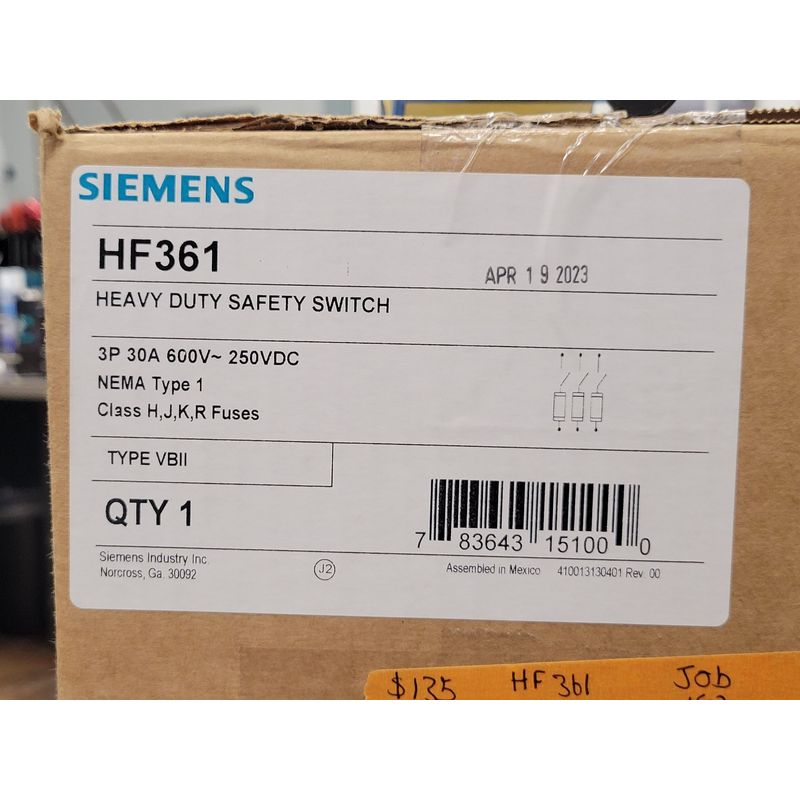 SIEMENS
HF361
APR 19 2023
HEAVY DUTY SAFETY SWITCH
3P 30A 600V~ 250VDC
NEMA Type 1
Class H,J,K,R Fuses
TYPE VBII
QTY 1
7 83643 15100 0
Siemens Industry Inc
Norcross, Ga. 30092
J2
Assembled in Mexico 410013130401 Rev. 00
$135 HF361 Job